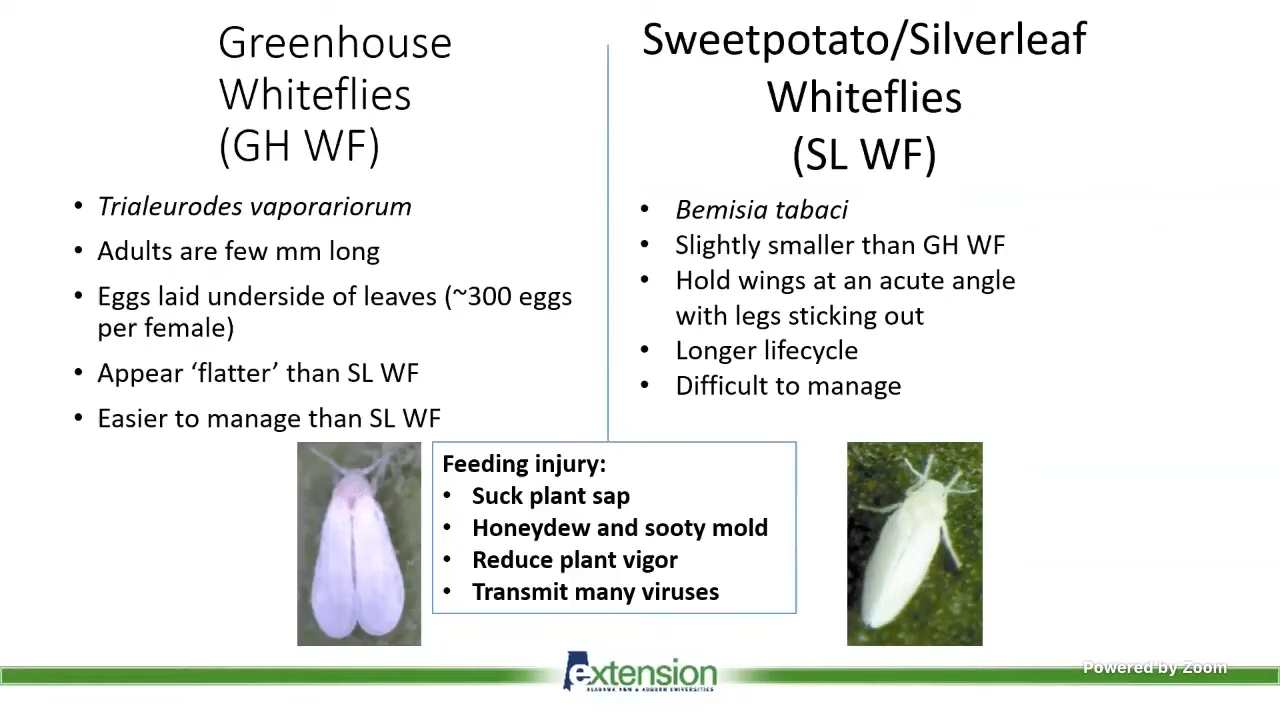 Greenhouse
Whiteflies
(GH WF)
• Trialeurodes vaporariorum
• Adults are few mm long
• Eggs laid underside of leaves (~300 eggs
per female)
• Appear ‘flatter’ than SL WF
• Easier to manage than SL WF
Sweetpotato/Silverleaf
Whiteflies
(SL WF)
• Bemisia tabaci
• Slightly smaller than GH WF
• Hold wings at an acute angle
with legs sticking out
• Longer lifecycle
• Difficult to manage
Feeding injury:
• Suck plant sap
• Honeydew and sooty mold
• Reduce plant vigor
• Transmit many viruses
extension
ALABAMA A&M & AUBURN UNIVERSITIES
Powered by Zoom